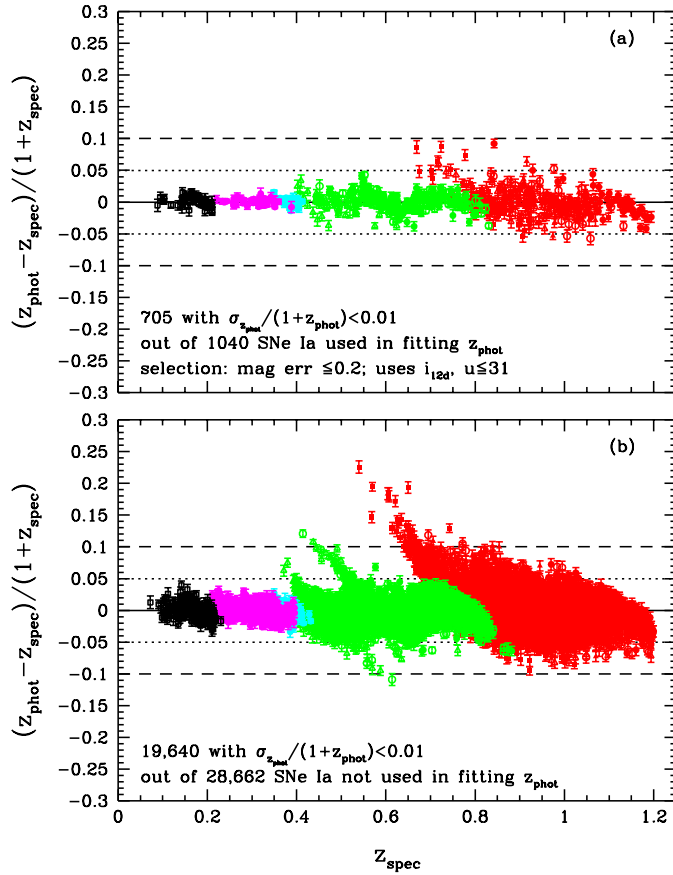 0.3
(a)
0.25
0.2
0.15
0.1
0.05
0
−0.05
−0.1
−0.15
−0.2
−0.25
−0.3
(z_phot−z_spec)/(1+z_spec)
705 with σ_z_phot/(1+z_phot)<0.01
out of 1040 SNe Ia used in fitting z_phot
selection: mag err ≤0.2; uses i_12d, u≤31
0.3
(b)
0.25
0.2
0.15
0.1
0.05
0
−0.05
−0.1
−0.15
−0.2
−0.25
−0.3
(z_phot−z_spec)/(1+z_spec)
19,640 with σ_z_phot/(1+z_phot)<0.01
out of 28,662 SNe Ia not used in fitting z_phot
0 0.2 0.4 0.6 0.8 1 1.2
z_spec